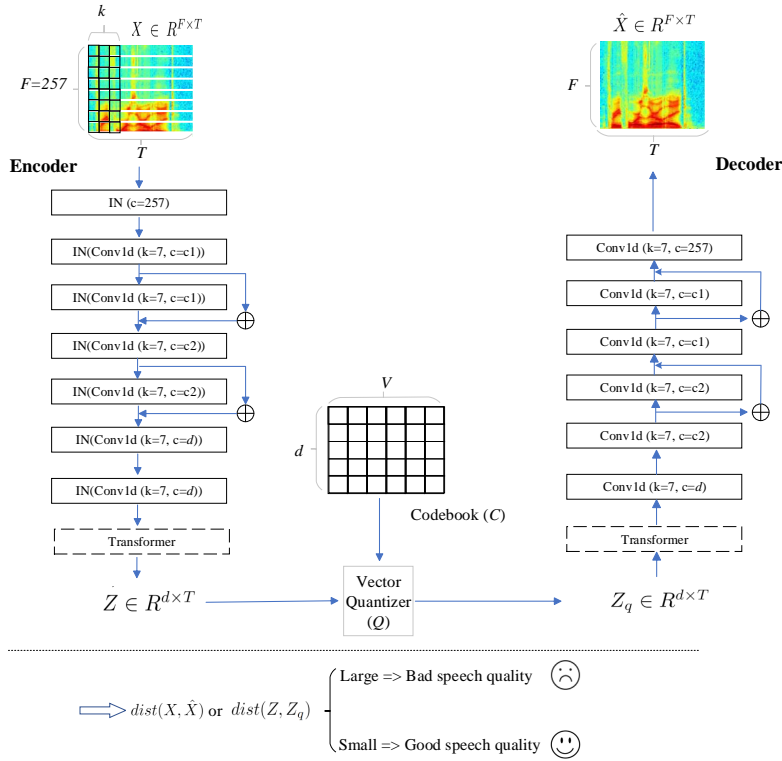 k
X ∈ R^{F×T}
F=257
T
Encoder
IN (c=257)
IN(Conv1d (k=7, c=c1))
IN(Conv1d (k=7, c=c1))
IN(Conv1d (k=7, c=c2))
IN(Conv1d (k=7, c=c2))
IN(Conv1d (k=7, c=d))
IN(Conv1d (k=7, c=d))
Transformer
Z ∈ R^{d×T}
V
d
Codebook (C)
Vector
Quantizer
(Q)
X̂ ∈ R^{F×T}
F
T
Decoder
Conv1d (k=7, c=257)
Conv1d (k=7, c=c1)
Conv1d (k=7, c=c1)
Conv1d (k=7, c=c2)
Conv1d (k=7, c=c2)
Conv1d (k=7, c=d)
Transformer
Z_q ∈ R^{d×T}
dist(X, X̂) or dist(Z, Z_q)
Large => Bad speech quality
Small => Good speech quality